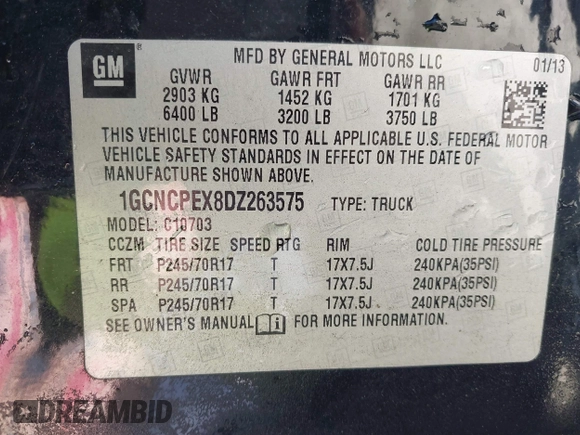 GM
MFD BY GENERAL MOTORS LLC 01/13
GVWR GAWR FRT GAWR RR
2903 KG 1452 KG 1701 KG
6400 LB 3200 LB 3750 LB
THIS VEHICLE CONFORMS TO ALL APPLICABLE U.S. FEDERAL MOTOR
VEHICLE SAFETY STANDARDS IN EFFECT ON THE DATE OF
MANUFACTURE SHOWN ABOVE.
1GCNCPEX8DZ263575 TYPE: TRUCK
MODEL: C10703
CCZM TIRE SIZE SPEED RTG RIM COLD TIRE PRESSURE
FRT P245/70R17 T 17X7.5J 240KPA(35PSI)
RR P245/70R17 T 17X7.5J 240KPA(35PSI)
SPA P245/70R17 T 17X7.5J 240KPA(35PSI)
SEE OWNER'S MANUAL FOR MORE INFORMATION.
DREAMBID